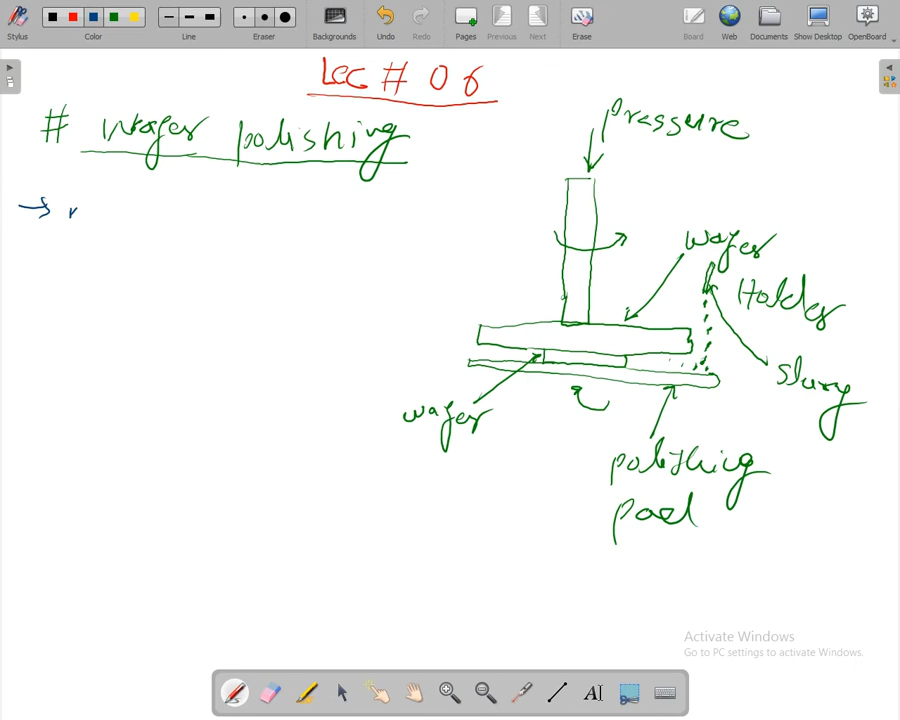 Stylus
Color
Line
Eraser
Backgrounds
Undo
Redo
Pages
Previous
Next
Erase
Board
Web
Documents
Show Desktop
OpenBoard
Lec # 06
# Wafer polishing
Pressure
→
wafer
Holder
slurry
wafer
polishing
pad
Activate Windows
Go to PC settings to activate Windows.